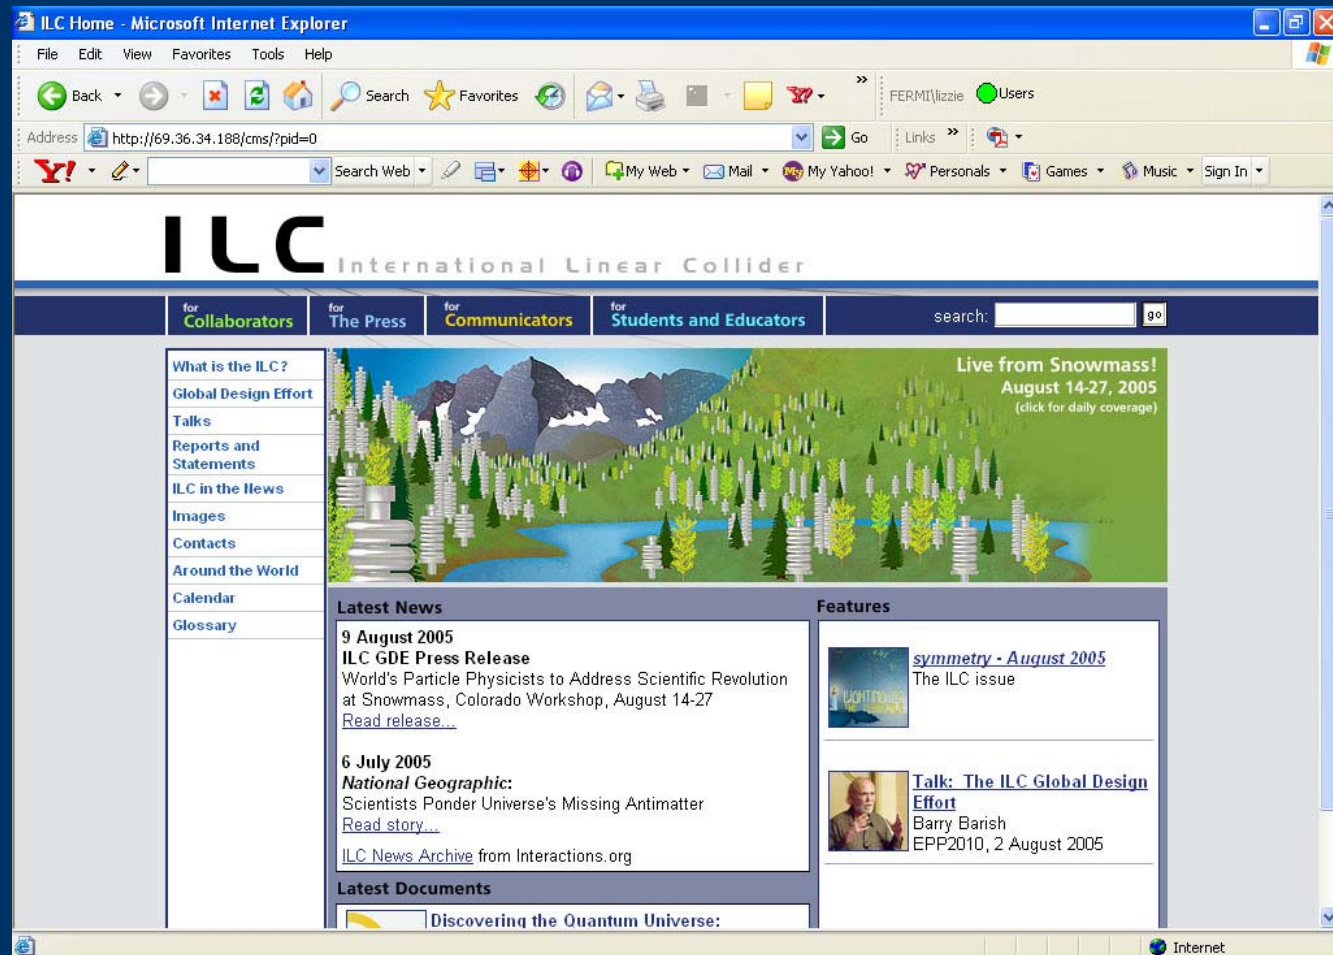 ILC Home - Microsoft Internet Explorer
File Edit View Favorites Tools Help
Back Search Favorites » FERMI\lizzie Users
Address http://69.36.34.188/cms/?pid=0 Go Links »
Y! Search Web My Web Mail My Yahoo! Personals Games Music Sign In
ILC International Linear Collider
for Collaborators for The Press for Communicators for Students and Educators search: go
What is the ILC?
Global Design Effort
Talks
Reports and
Statements
ILC in the News
Images
Contacts
Around the World
Calendar
Glossary
Live from Snowmass!
August 14-27, 2005
(click for daily coverage)
Latest News
9 August 2005
ILC GDE Press Release
World's Particle Physicists to Address Scientific Revolution
at Snowmass, Colorado Workshop, August 14-27
Read release...
6 July 2005
National Geographic:
Scientists Ponder Universe's Missing Antimatter
Read story...
ILC News Archive from Interactions.org
Latest Documents
Discovering the Quantum Universe:
Features
symmetry - August 2005
The ILC issue
Talk: The ILC Global Design
Effort
Barry Barish
EPP2010, 2 August 2005
Internet